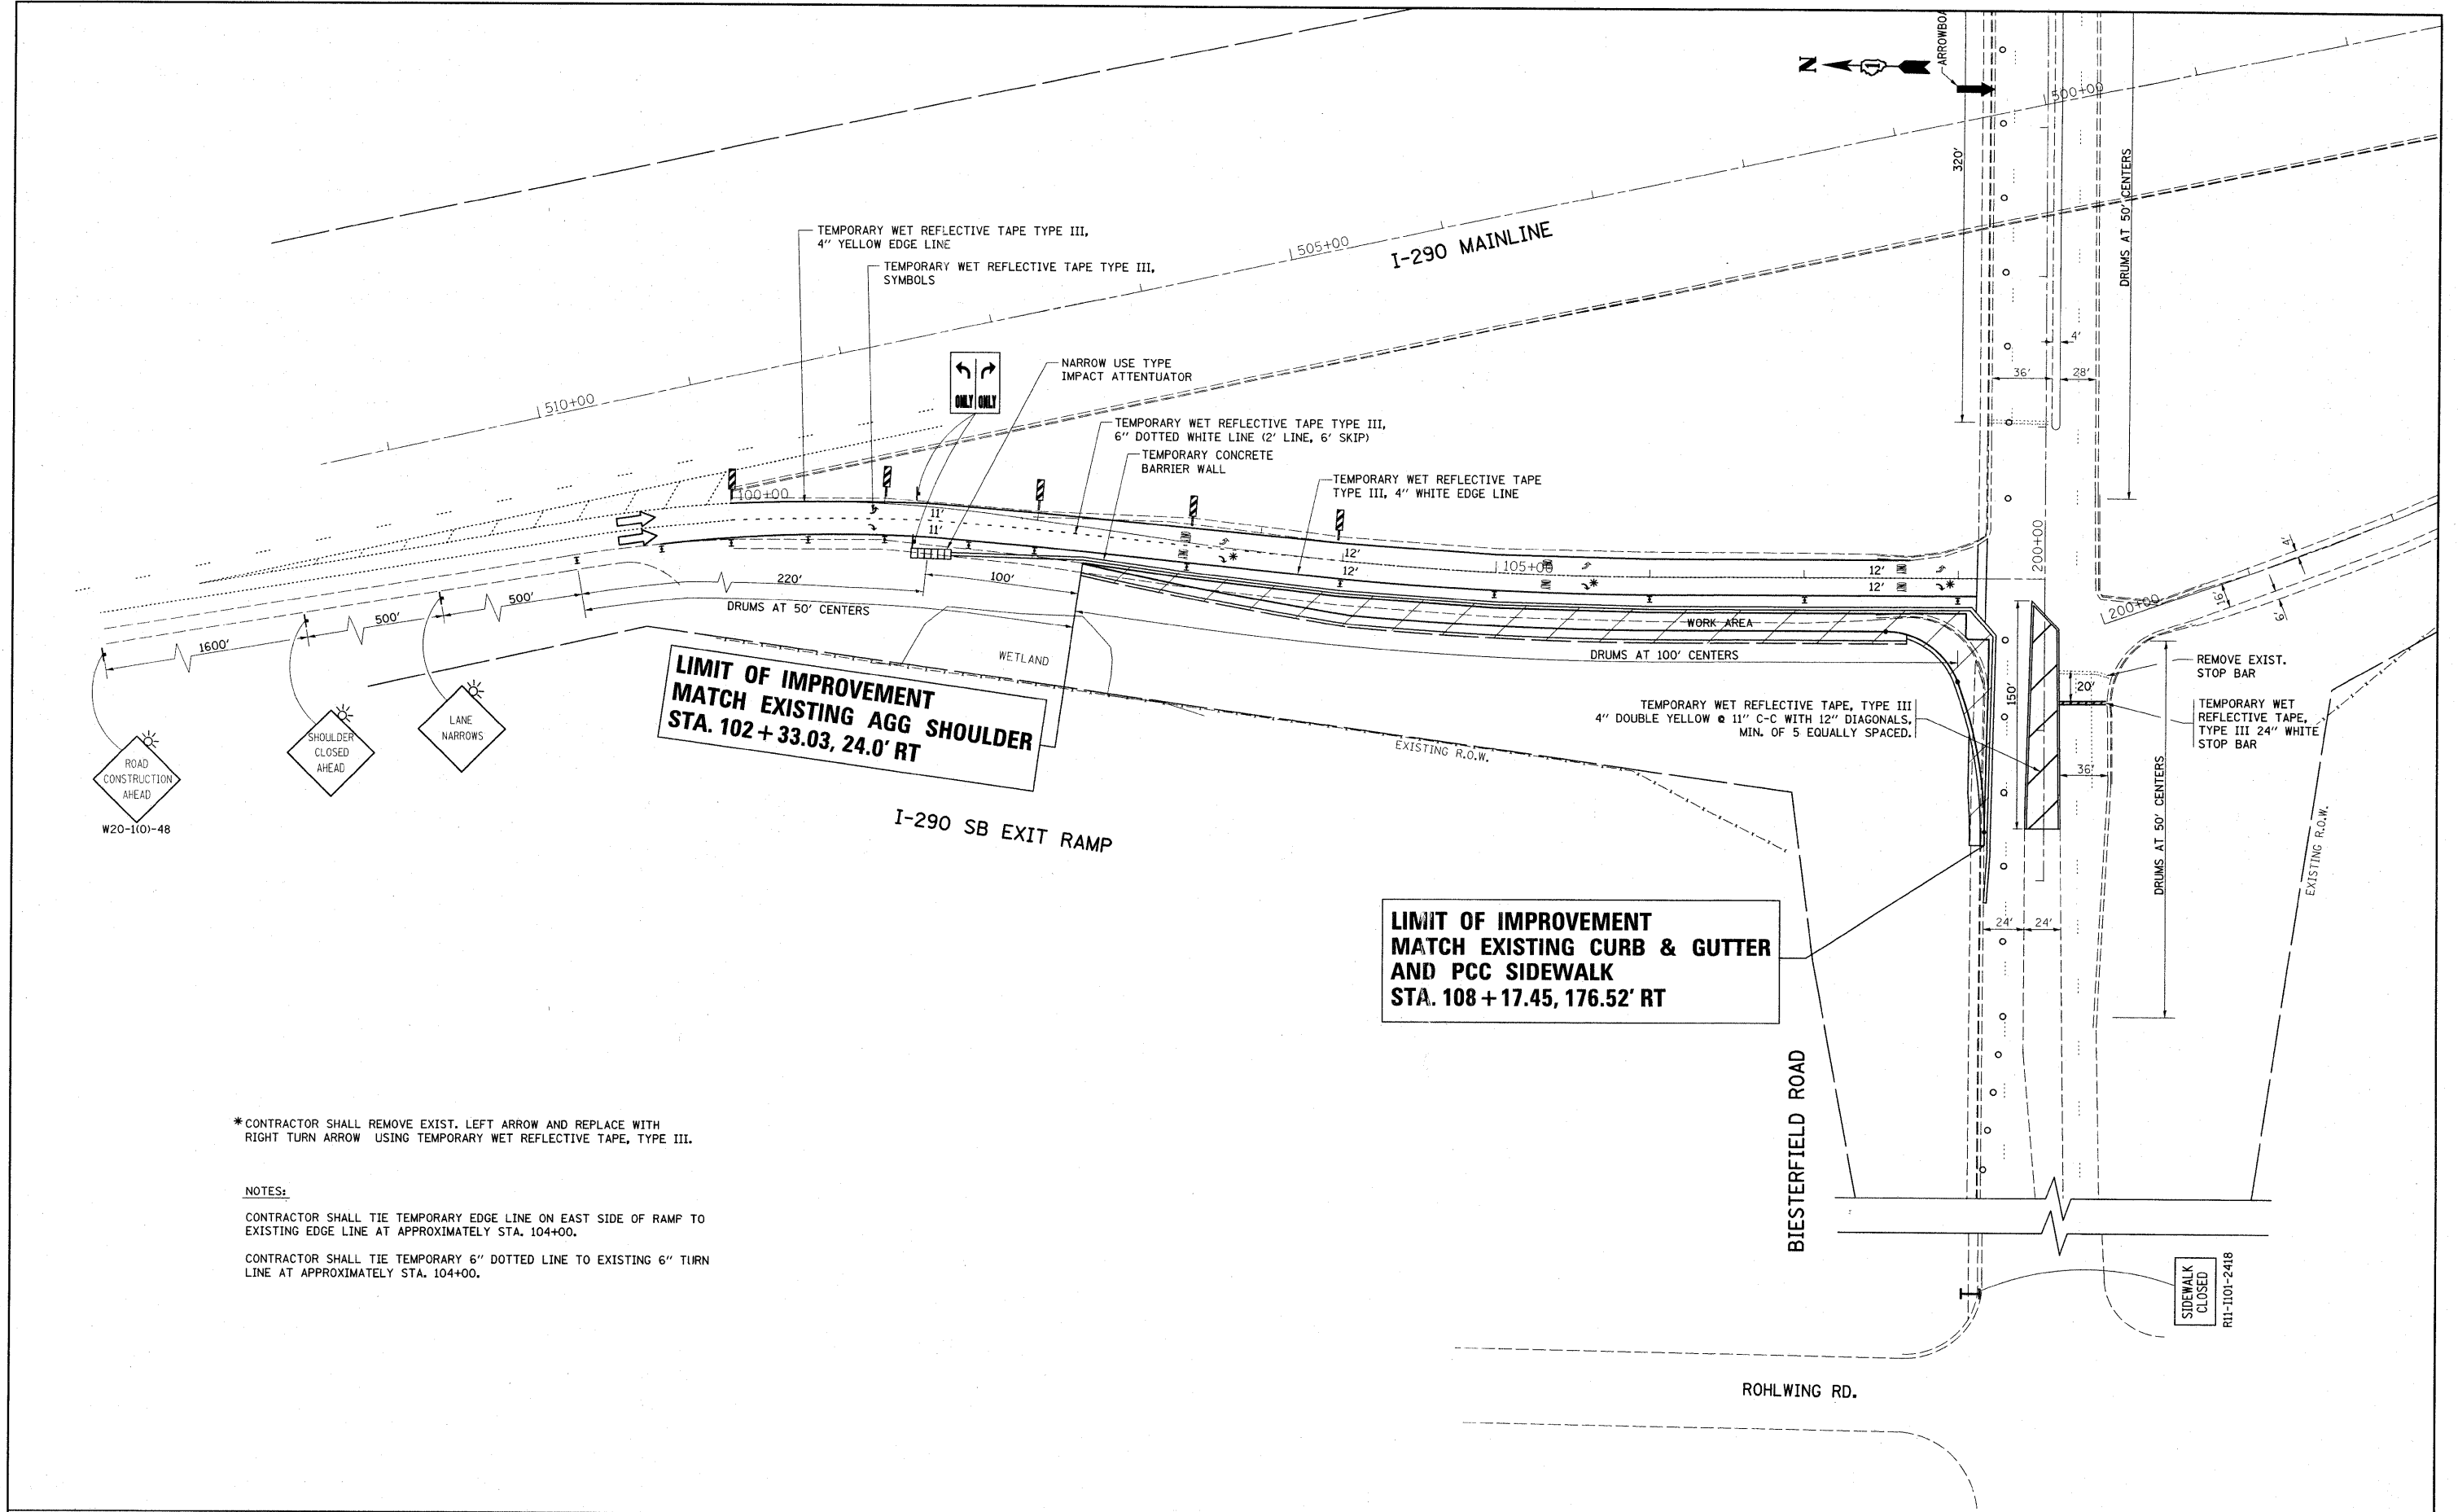 ARROWBOA
N
500+00
320'
DRUMS AT 50' CENTERS
TEMPORARY WET REFLECTIVE TAPE TYPE III,
4" YELLOW EDGE LINE
TEMPORARY WET REFLECTIVE TAPE TYPE III,
SYMBOLS
505+00
I-290 MAINLINE
510+00
ONLY ONLY
NARROW USE TYPE
IMPACT ATTENTUATOR
TEMPORARY WET REFLECTIVE TAPE TYPE III,
6" DOTTED WHITE LINE (2' LINE, 6' SKIP)
TEMPORARY CONCRETE
BARRIER WALL
TEMPORARY WET REFLECTIVE TAPE
TYPE III, 4" WHITE EDGE LINE
4'
36'
28'
100+00
11'
11'
12'
12'
105+00
12'
12'
200+00
4'
16'
6'
200+00
1600'
500'
500'
220'
100'
DRUMS AT 50' CENTERS
WORK AREA
DRUMS AT 100' CENTERS
WETLAND
LIMIT OF IMPROVEMENT
MATCH EXISTING AGG SHOULDER
STA. 102+33.03, 24.0' RT
EXISTING R.O.W.
ROAD
CONSTRUCTION
AHEAD
W20-1(O)-48
SHOULDER
CLOSED
AHEAD
LANE
NARROWS
I-290 SB EXIT RAMP
TEMPORARY WET REFLECTIVE TAPE, TYPE III
4" DOUBLE YELLOW @ 11" C-C WITH 12" DIAGONALS,
MIN. OF 5 EQUALLY SPACED.
150'
20'
36'
REMOVE EXIST.
STOP BAR
TEMPORARY WET
REFLECTIVE TAPE,
TYPE III 24" WHITE
STOP BAR
DRUMS AT 50' CENTERS
EXISTING R.O.W.
24'
24'
LIMIT OF IMPROVEMENT
MATCH EXISTING CURB & GUTTER
AND PCC SIDEWALK
STA. 108+17.45, 176.52' RT
BIESTERFIELD ROAD
*CONTRACTOR SHALL REMOVE EXIST. LEFT ARROW AND REPLACE WITH
RIGHT TURN ARROW USING TEMPORARY WET REFLECTIVE TAPE, TYPE III.
NOTES:
CONTRACTOR SHALL TIE TEMPORARY EDGE LINE ON EAST SIDE OF RAMP TO
EXISTING EDGE LINE AT APPROXIMATELY STA. 104+00.
CONTRACTOR SHALL TIE TEMPORARY 6" DOTTED LINE TO EXISTING 6" TURN
LINE AT APPROXIMATELY STA. 104+00.
SIDEWALK
CLOSED
R11-I101-2418
ROHLWING RD.